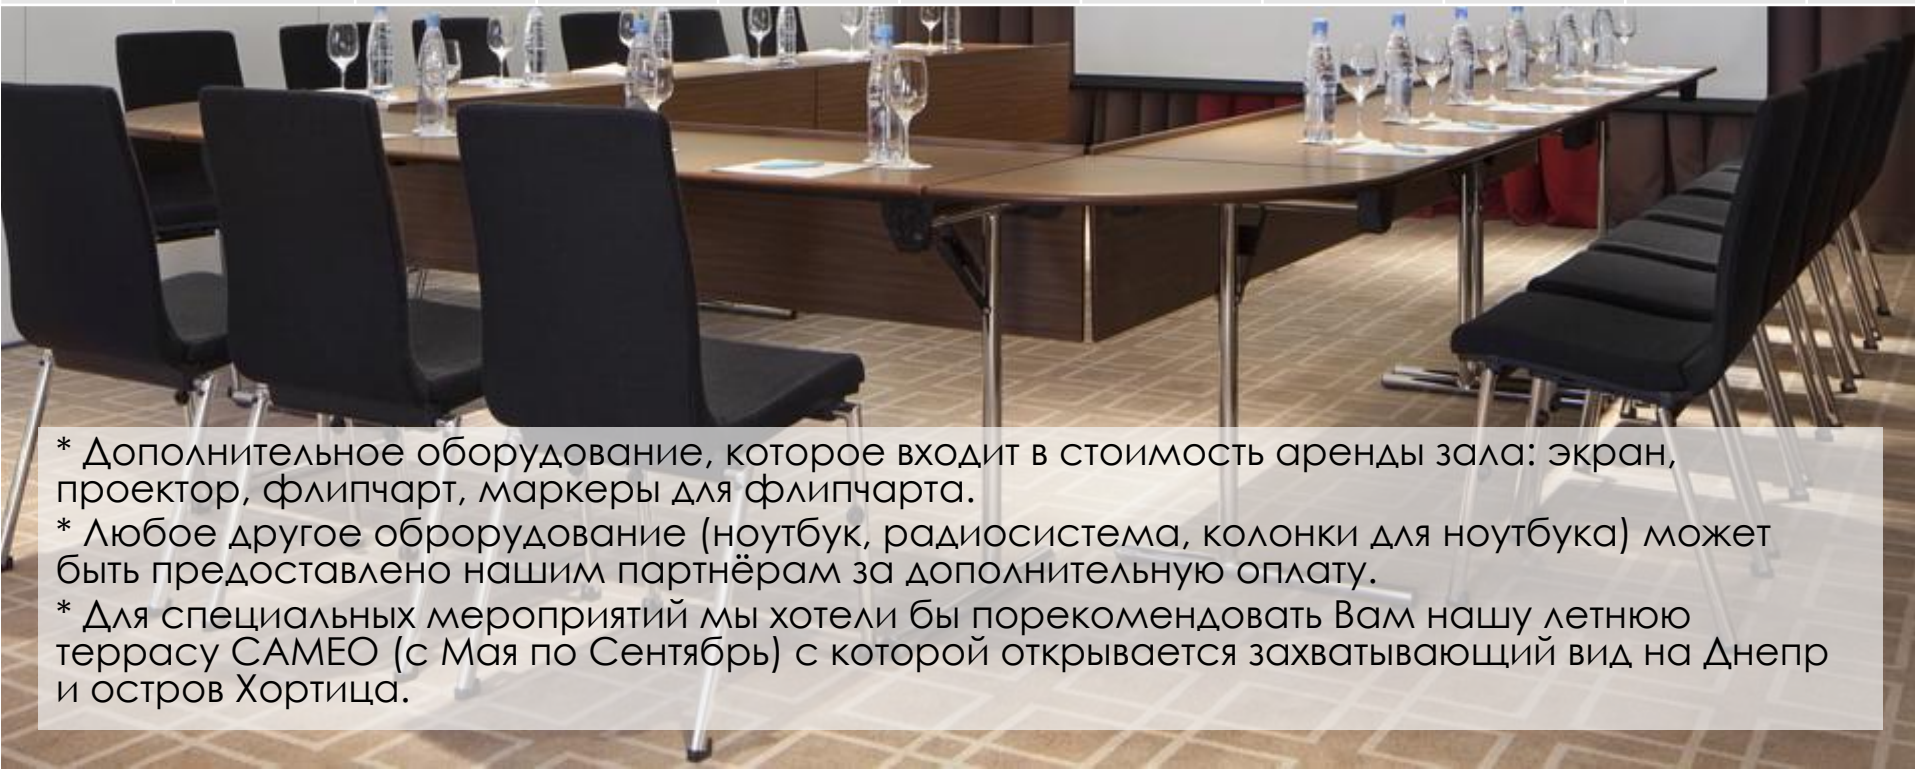 * Дополнительное оборудование, которое входит в стоимость аренды зала: экран,
проектор, флипчарт, маркеры для флипчарта.
* Любое другое оброрудование (ноутбук, радиосистема, колонки для ноутбука) может
быть предоставлено нашим партнёрам за дополнительную оплату.
* Для специальных мероприятий мы хотели бы порекомендовать Вам нашу летнюю
террасу CAMEO (с Мая по Сентябрь) с которой открывается захватывающий вид на Днепр
и остров Хортица.